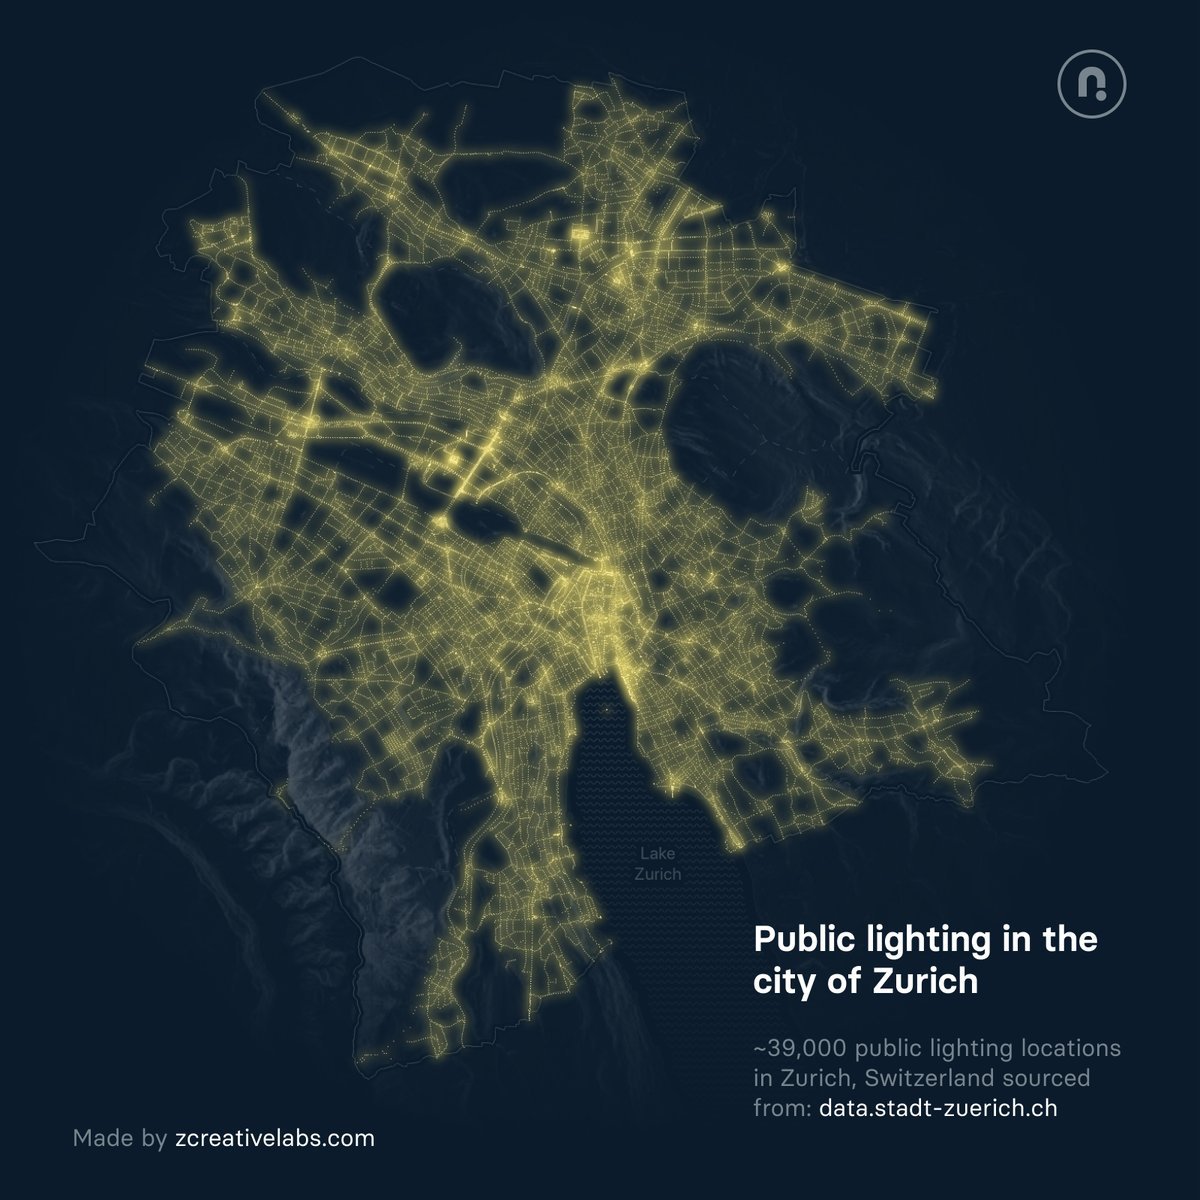 Lake
Zurich
Public lighting in the
city of Zurich
~39,000 public lighting locations
in Zurich, Switzerland sourced
from: data.stadt-zuerich.ch
Made by zcreativelabs.com